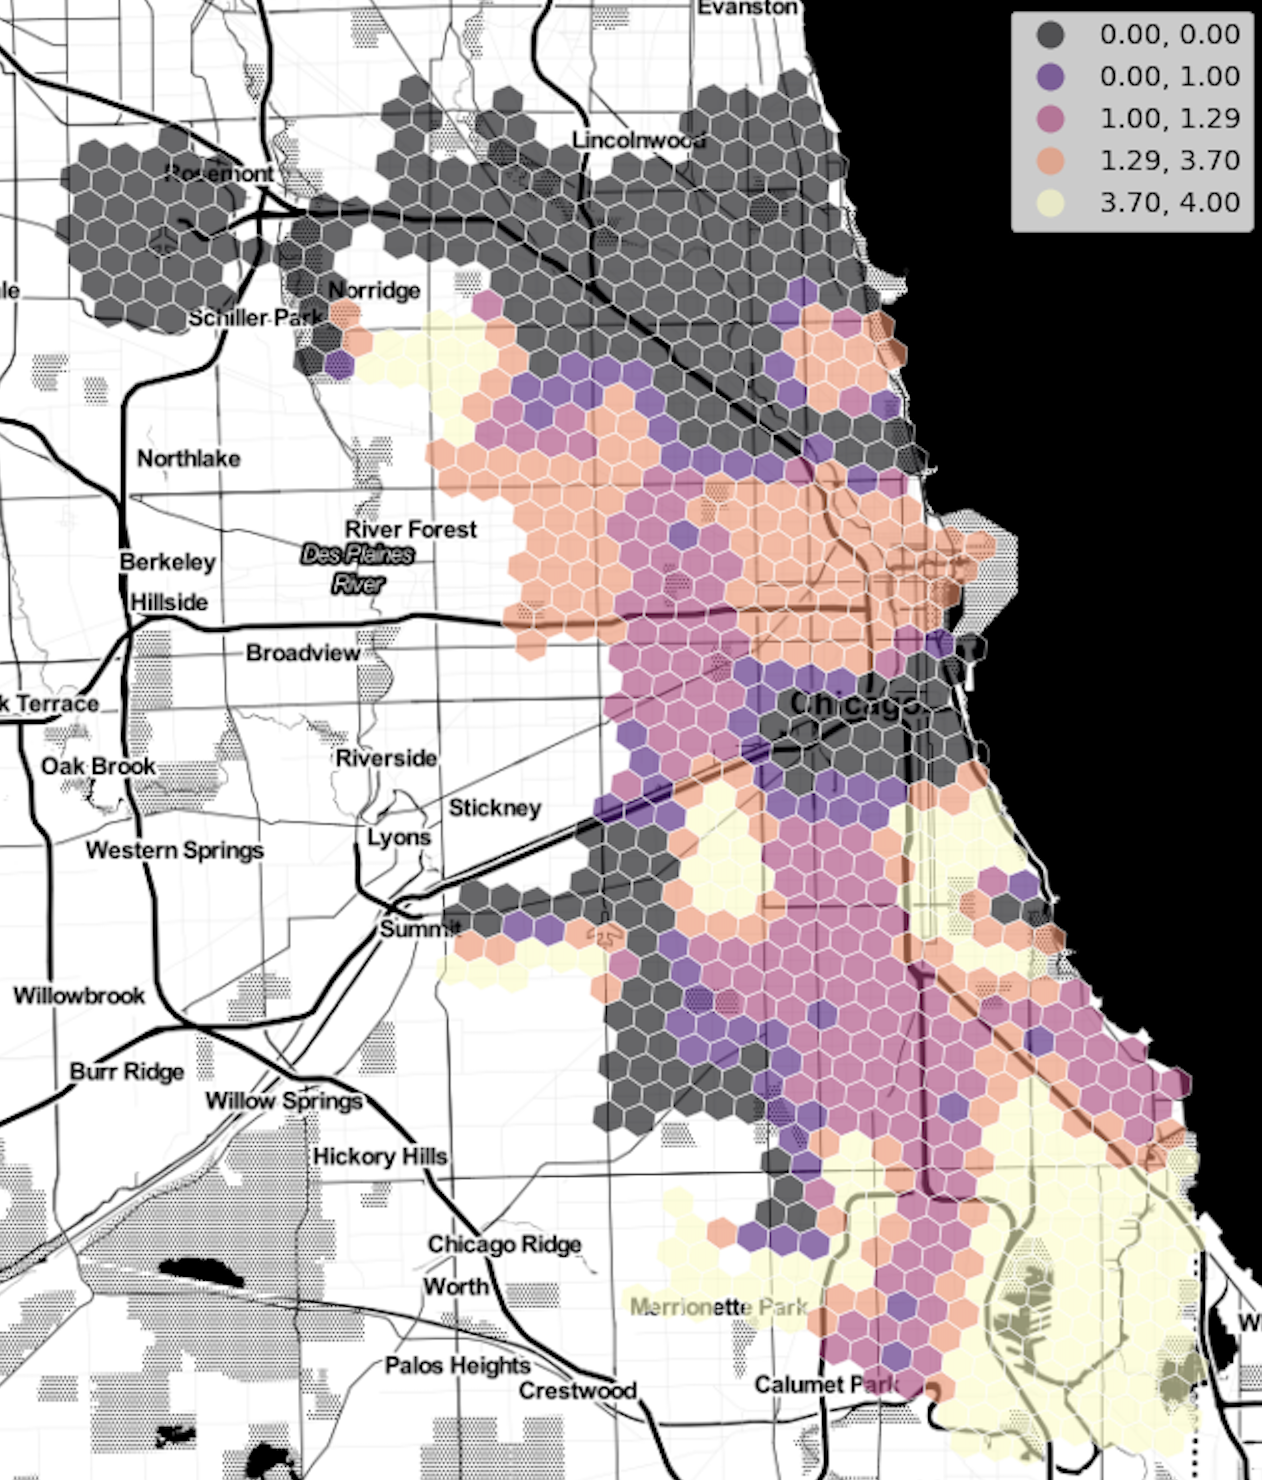 Evanston
0.00, 0.00
0.00, 1.00
1.00, 1.29
1.29, 3.70
3.70, 4.00
Lincolnwood
Rosemont
Norridge
le
Schiller Park
Northlake
River Forest
Des Plaines
River
Berkeley
Hillside
Broadview
k Terrace
Chicago
Riverside
Oak Brook
Stickney
Lyons
Western Springs
Summit
Willowbrook
Burr Ridge
Willow Springs
Hickory Hills
Chicago Ridge
Worth
Merrionette Park
W
Palos Heights
Crestwood
Calumet Park